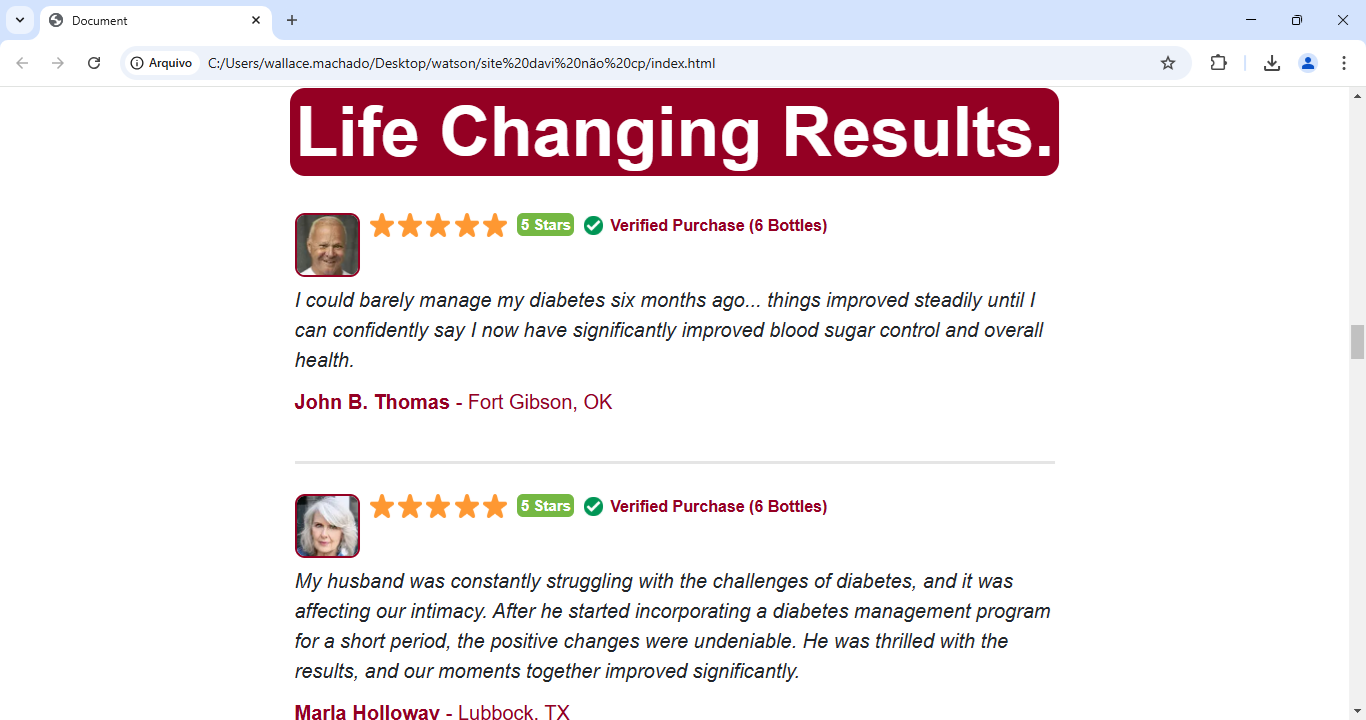 Document
Arquivo
C:/Users/wallace.machado/Desktop/watson/site%20davi%20não%20cp/index.html
Life Changing Results.
5 Stars
Verified Purchase (6 Bottles)
I could barely manage my diabetes six months ago... things improved steadily until I
can confidently say I now have significantly improved blood sugar control and overall
health.
John B. Thomas - Fort Gibson, OK
5 Stars
Verified Purchase (6 Bottles)
My husband was constantly struggling with the challenges of diabetes, and it was
affecting our intimacy. After he started incorporating a diabetes management program
for a short period, the positive changes were undeniable. He was thrilled with the
results, and our moments together improved significantly.
Marla Holloway - Lubbock, TX